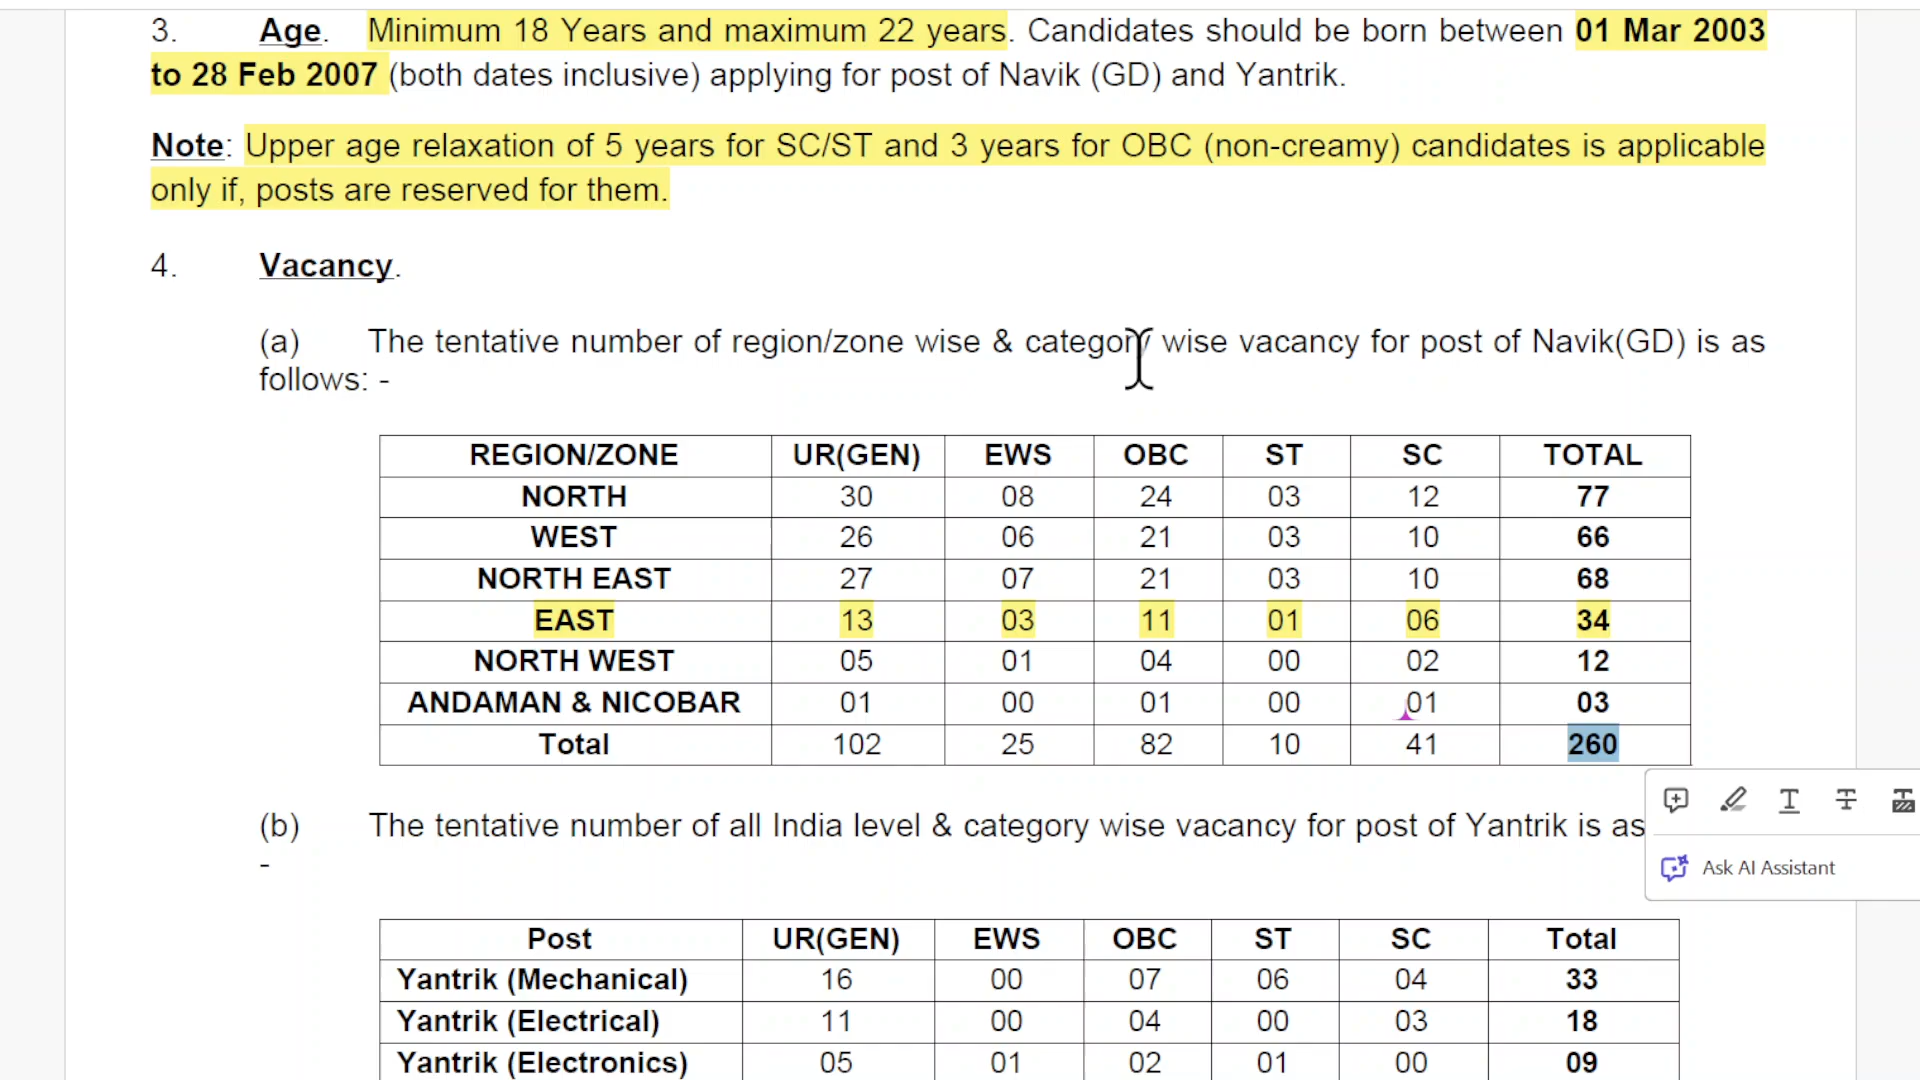 3. Age. Minimum 18 Years and maximum 22 years. Candidates should be born between 01 Mar 2003
to 28 Feb 2007 (both dates inclusive) applying for post of Navik (GD) and Yantrik.
Note: Upper age relaxation of 5 years for SC/ST and 3 years for OBC (non-creamy) candidates is applicable
only if, posts are reserved for them.
4. Vacancy.
(a) The tentative number of region/zone wise & category wise vacancy for post of Navik(GD) is as
follows: -
REGION/ZONE UR(GEN) EWS OBC ST SC TOTAL
NORTH 30 08 24 03 12 77
WEST 26 06 21 03 10 66
NORTH EAST 27 07 21 03 10 68
EAST 13 03 11 01 06 34
NORTH WEST 05 01 04 00 02 12
ANDAMAN & NICOBAR 01 00 01 00 01 03
Total 102 25 82 10 41 260
(b) The tentative number of all India level & category wise vacancy for post of Yantrik is as
-
Ask AI Assistant
Post UR(GEN) EWS OBC ST SC Total
Yantrik (Mechanical) 16 00 07 06 04 33
Yantrik (Electrical) 11 00 04 00 03 18
Yantrik (Electronics) 05 01 02 01 00 09